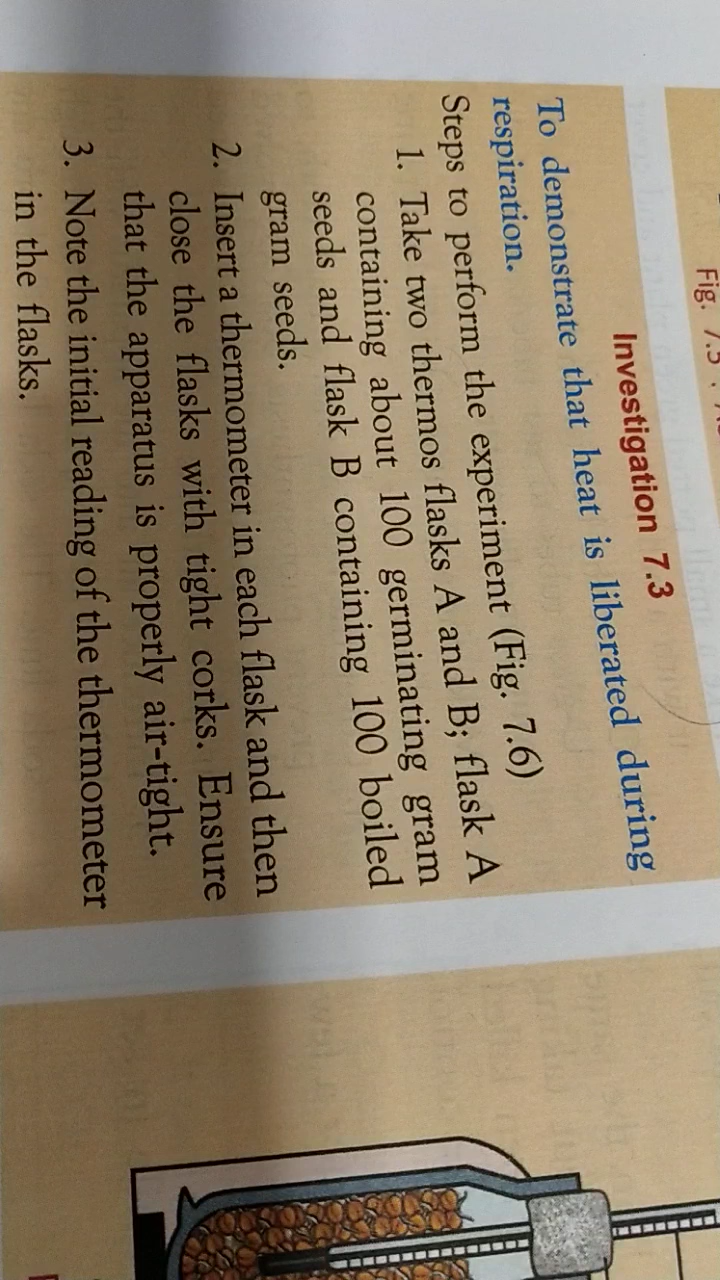 Fig. 7.5
Investigation 7.3
To demonstrate that heat is liberated during
respiration.
Steps to perform the experiment (Fig. 7.6)
1. Take two thermos flasks A and B; flask A
containing about 100 germinating gram
seeds and flask B containing 100 boiled
gram seeds.
2. Insert a thermometer in each flask and then
close the flasks with tight corks. Ensure
that the apparatus is properly air-tight.
3. Note the initial reading of the thermometer
in the flasks.